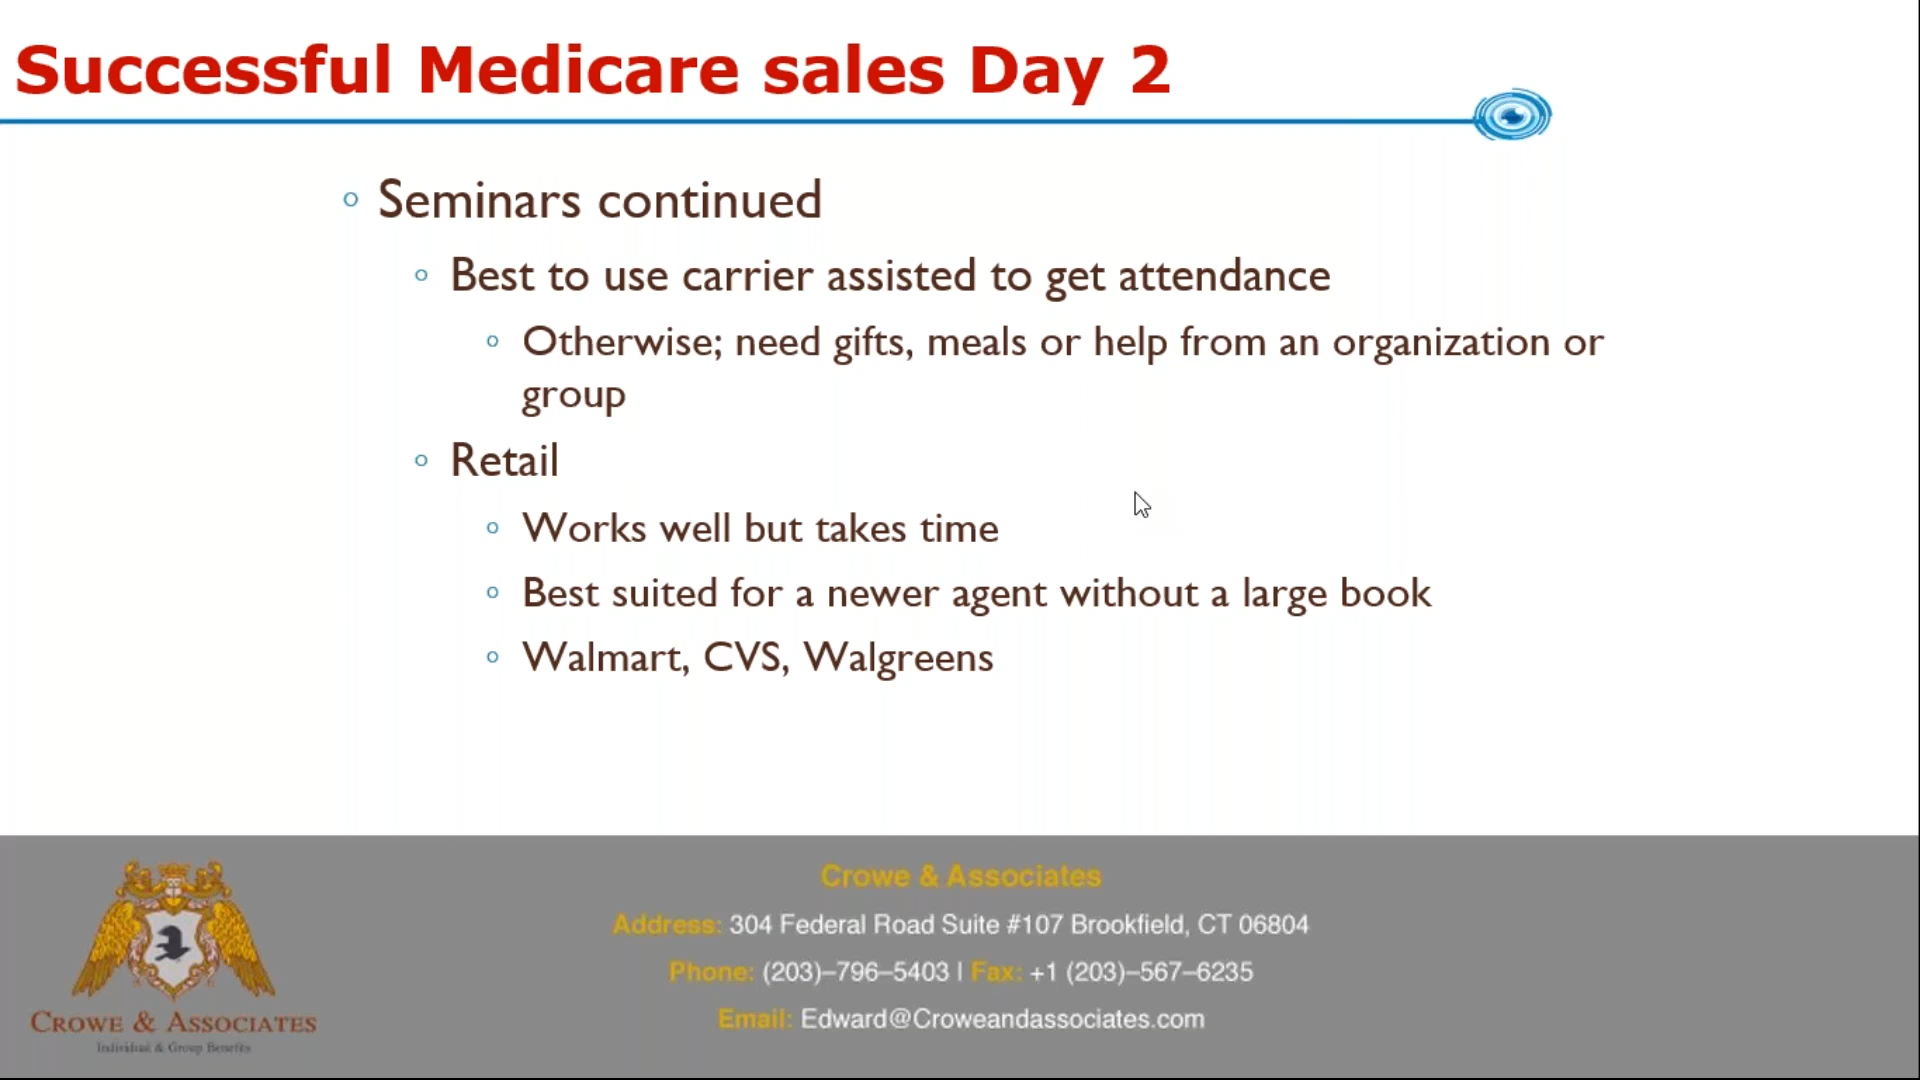 Successful Medicare sales Day 2
Seminars continued
Best to use carrier assisted to get attendance
Otherwise; need gifts, meals or help from an organization or
group
Retail
Works well but takes time
Best suited for a newer agent without a large book
Walmart, CVS, Walgreens
Crowe & Associates
Address: 304 Federal Road Suite #107 Brookfield, CT 06804
Phone: (203)–796–5403 | Fax: +1 (203)–567–6235
Email: Edward@Croweandassociates.com
CROWE & ASSOCIATES
Individual & Group Benefits